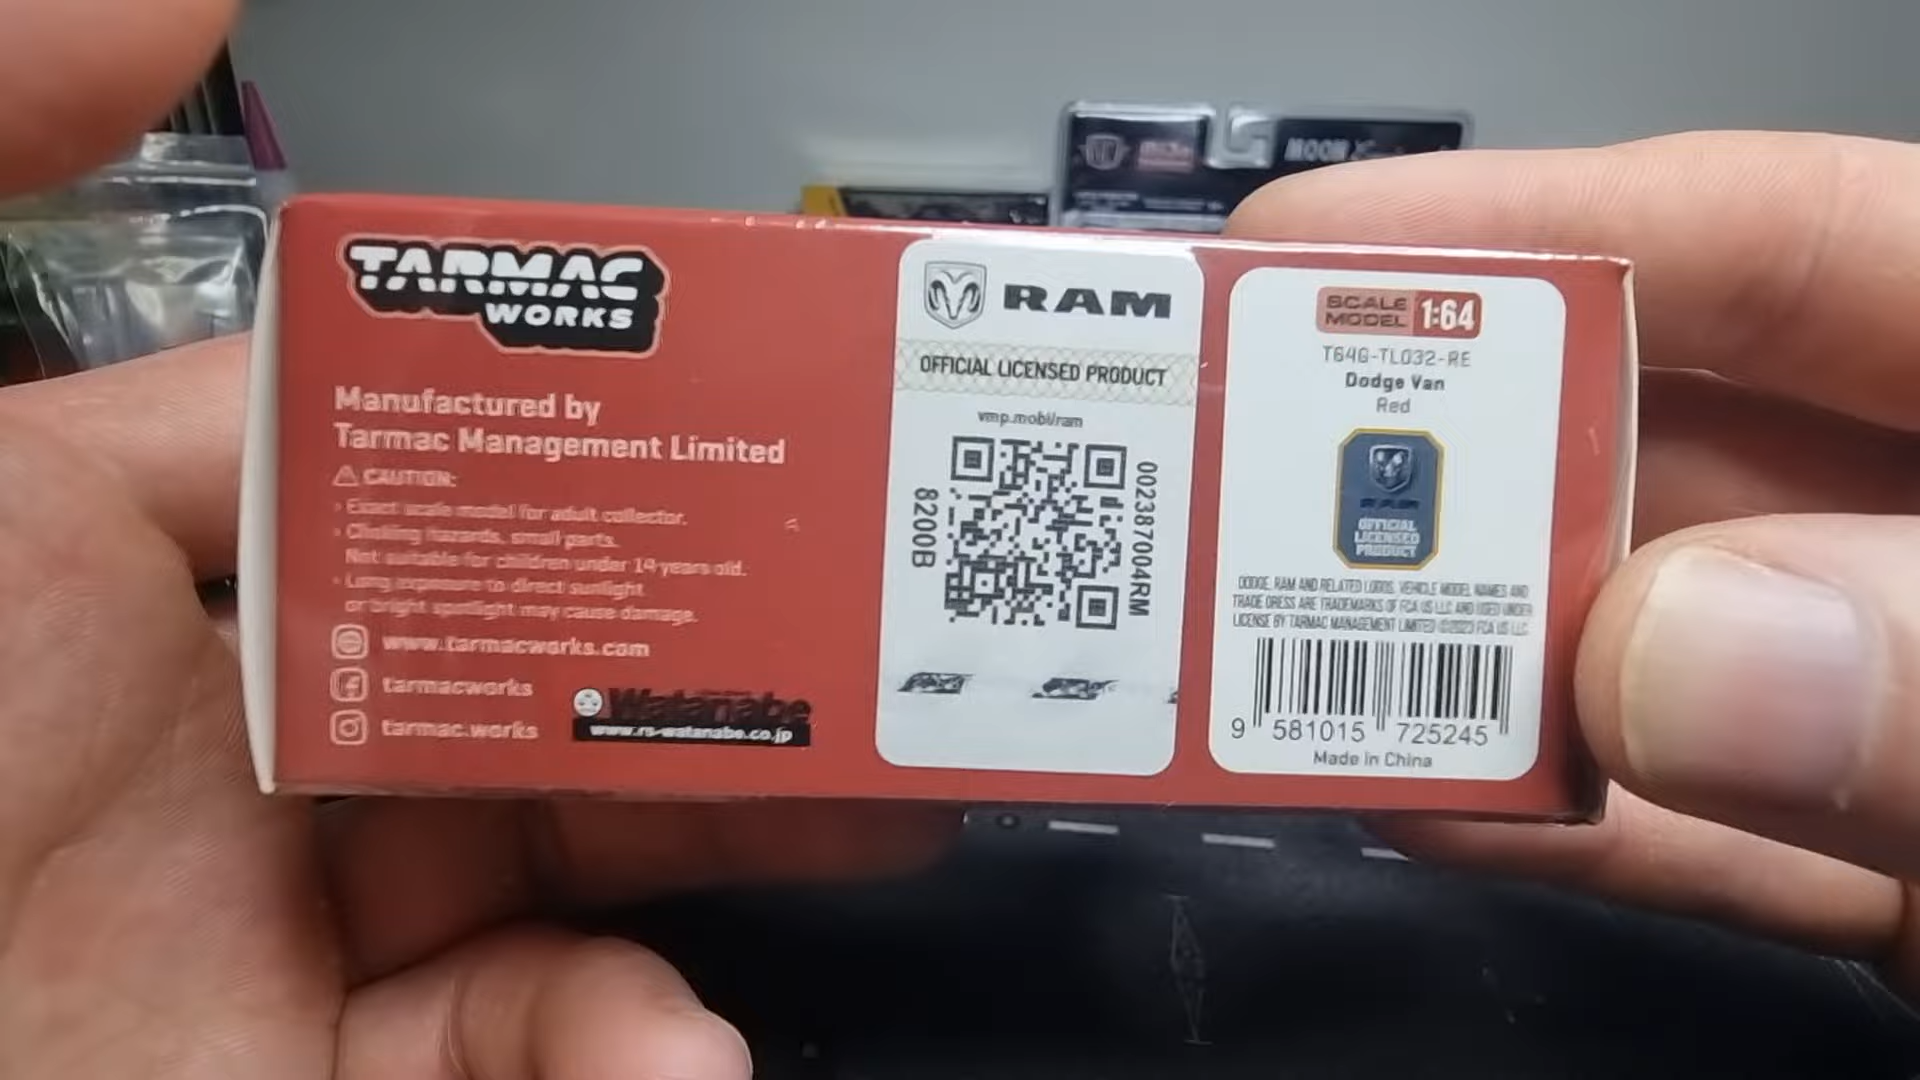 TARMAC
WORKS
Manufactured by
Tarmac Management Limited
CAUTION:
• Exact scale model for adult collector.
• Choking hazards, small parts.
Not suitable for children under 14 years old.
• Long exposure to direct sunlight
or bright spotlight may cause damage.
www.tarmacworks.com
tarmacworks
tarmac.works
Watanabe
www.rs-watanabe.co.jp
RAM
OFFICIAL LICENSED PRODUCT
vmp.mobi/ram
8200B
002387004RM
SCALE
MODEL 1:64
T64G-TL032-RE
Dodge Van
Red
RAM
OFFICIAL
LICENSED
PRODUCT
DODGE, RAM AND RELATED LOGOS, VEHICLE MODEL NAMES AND
TRADE DRESS ARE TRADEMARKS OF FCA US LLC AND USED UNDER
LICENSE BY TARMAC MANAGEMENT LIMITED ©2023 FCA US LLC.
9 581015 725245
Made in China
MOON